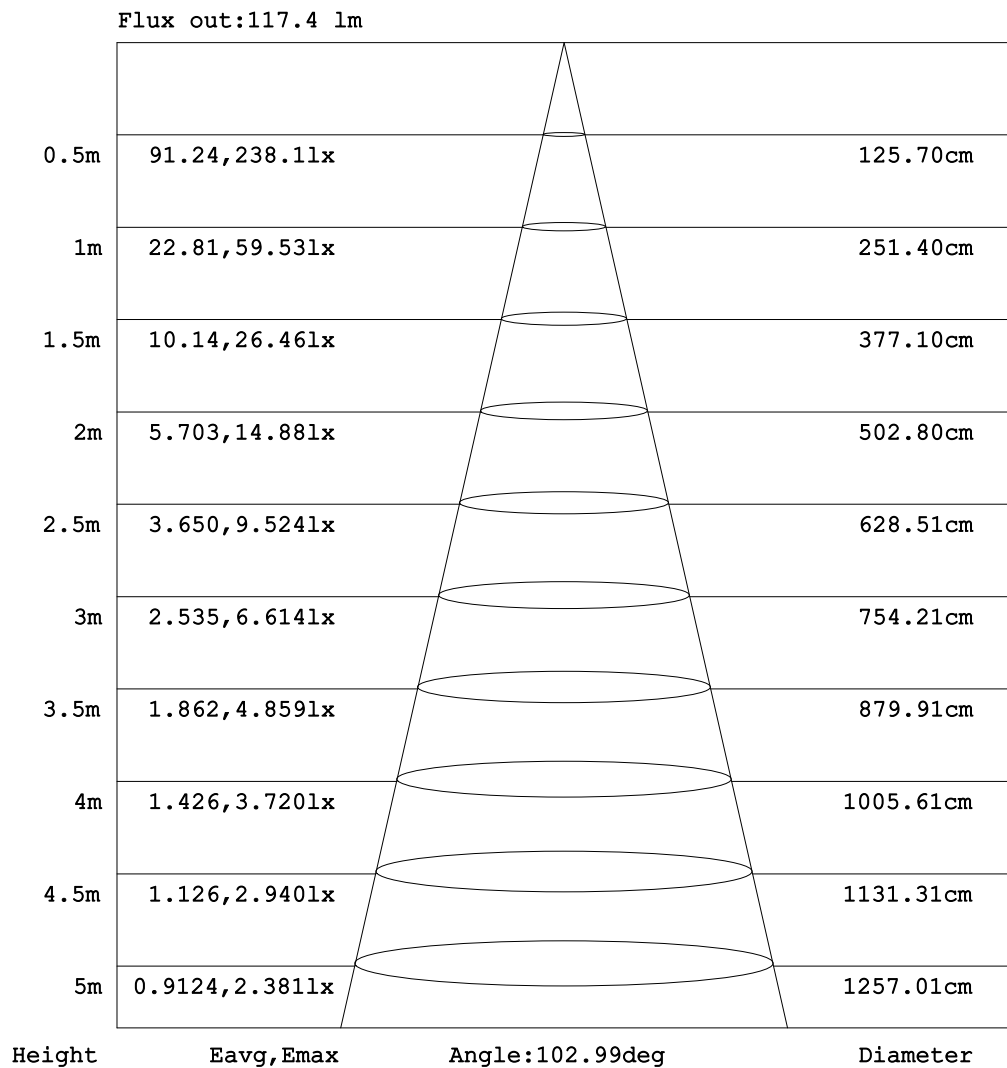 Flux out:117.4 lm
0.5m 91.24,238.1lx 125.70cm
1m 22.81,59.53lx 251.40cm
1.5m 10.14,26.46lx 377.10cm
2m 5.703,14.88lx 502.80cm
2.5m 3.650,9.524lx 628.51cm
3m 2.535,6.614lx 754.21cm
3.5m 1.862,4.859lx 879.91cm
4m 1.426,3.720lx 1005.61cm
4.5m 1.126,2.940lx 1131.31cm
5m 0.9124,2.381lx 1257.01cm
Height Eavg,Emax Angle:102.99deg Diameter